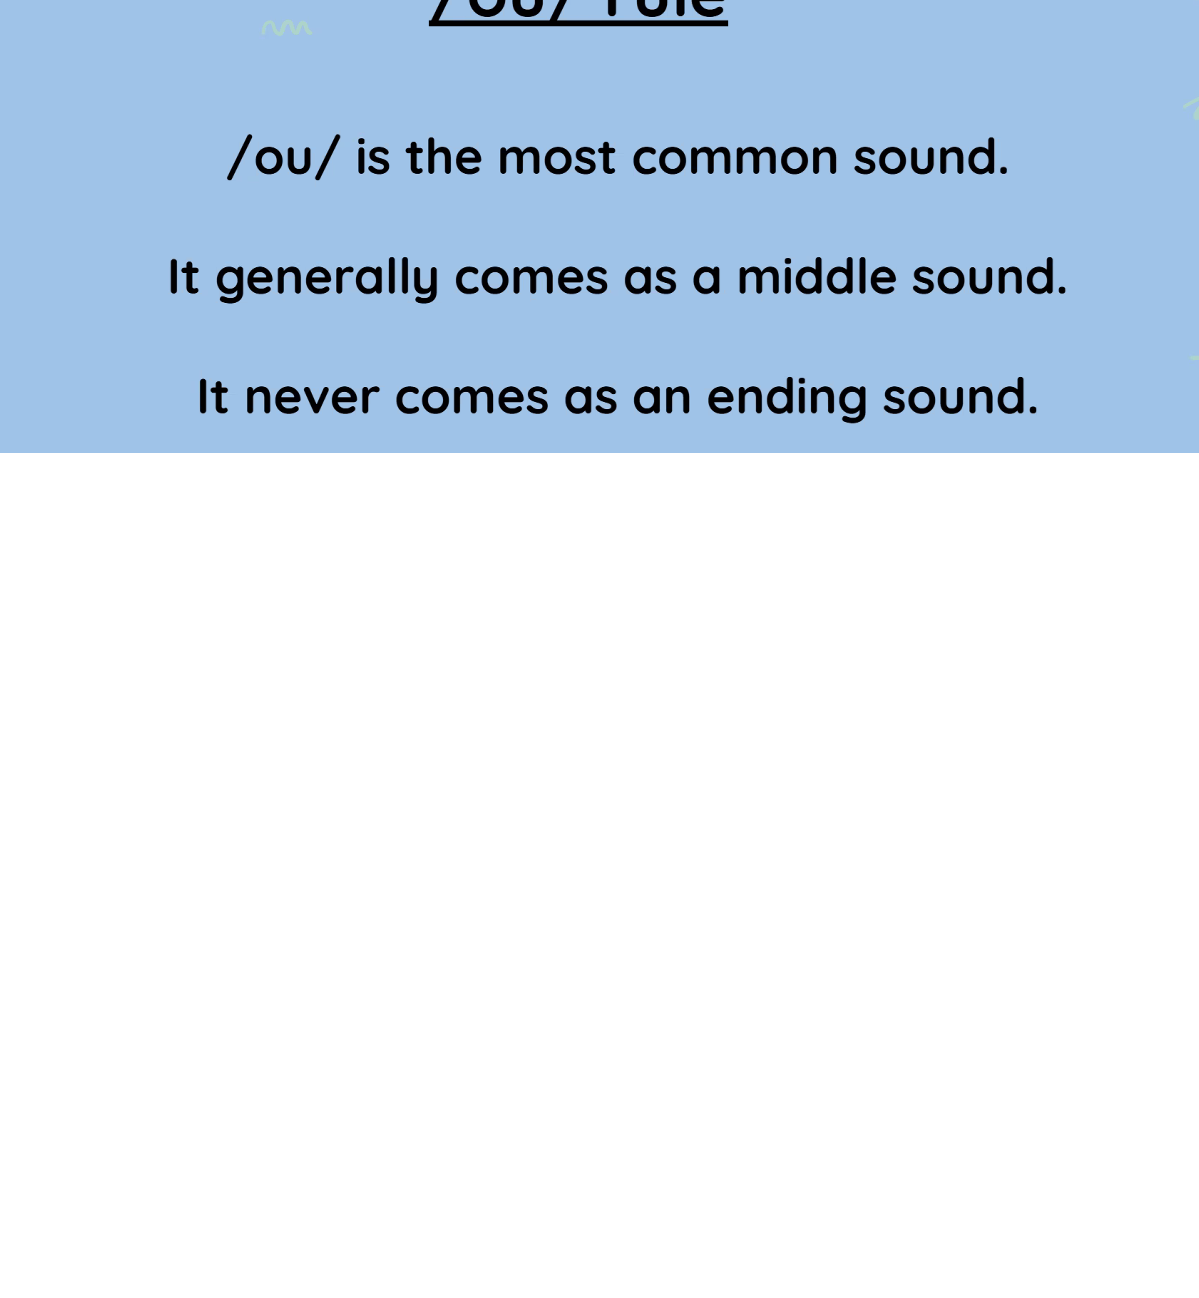 /ou/ rule
/ou/ is the most common sound.
It generally comes as a middle sound.
It never comes as an ending sound.